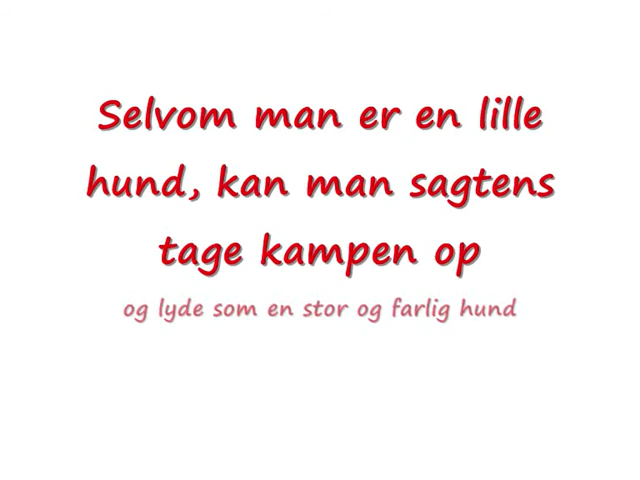 Selvom man er en lille
hund, kan man sagtens
tage kampen op
og lyde som en stor og farlig hund